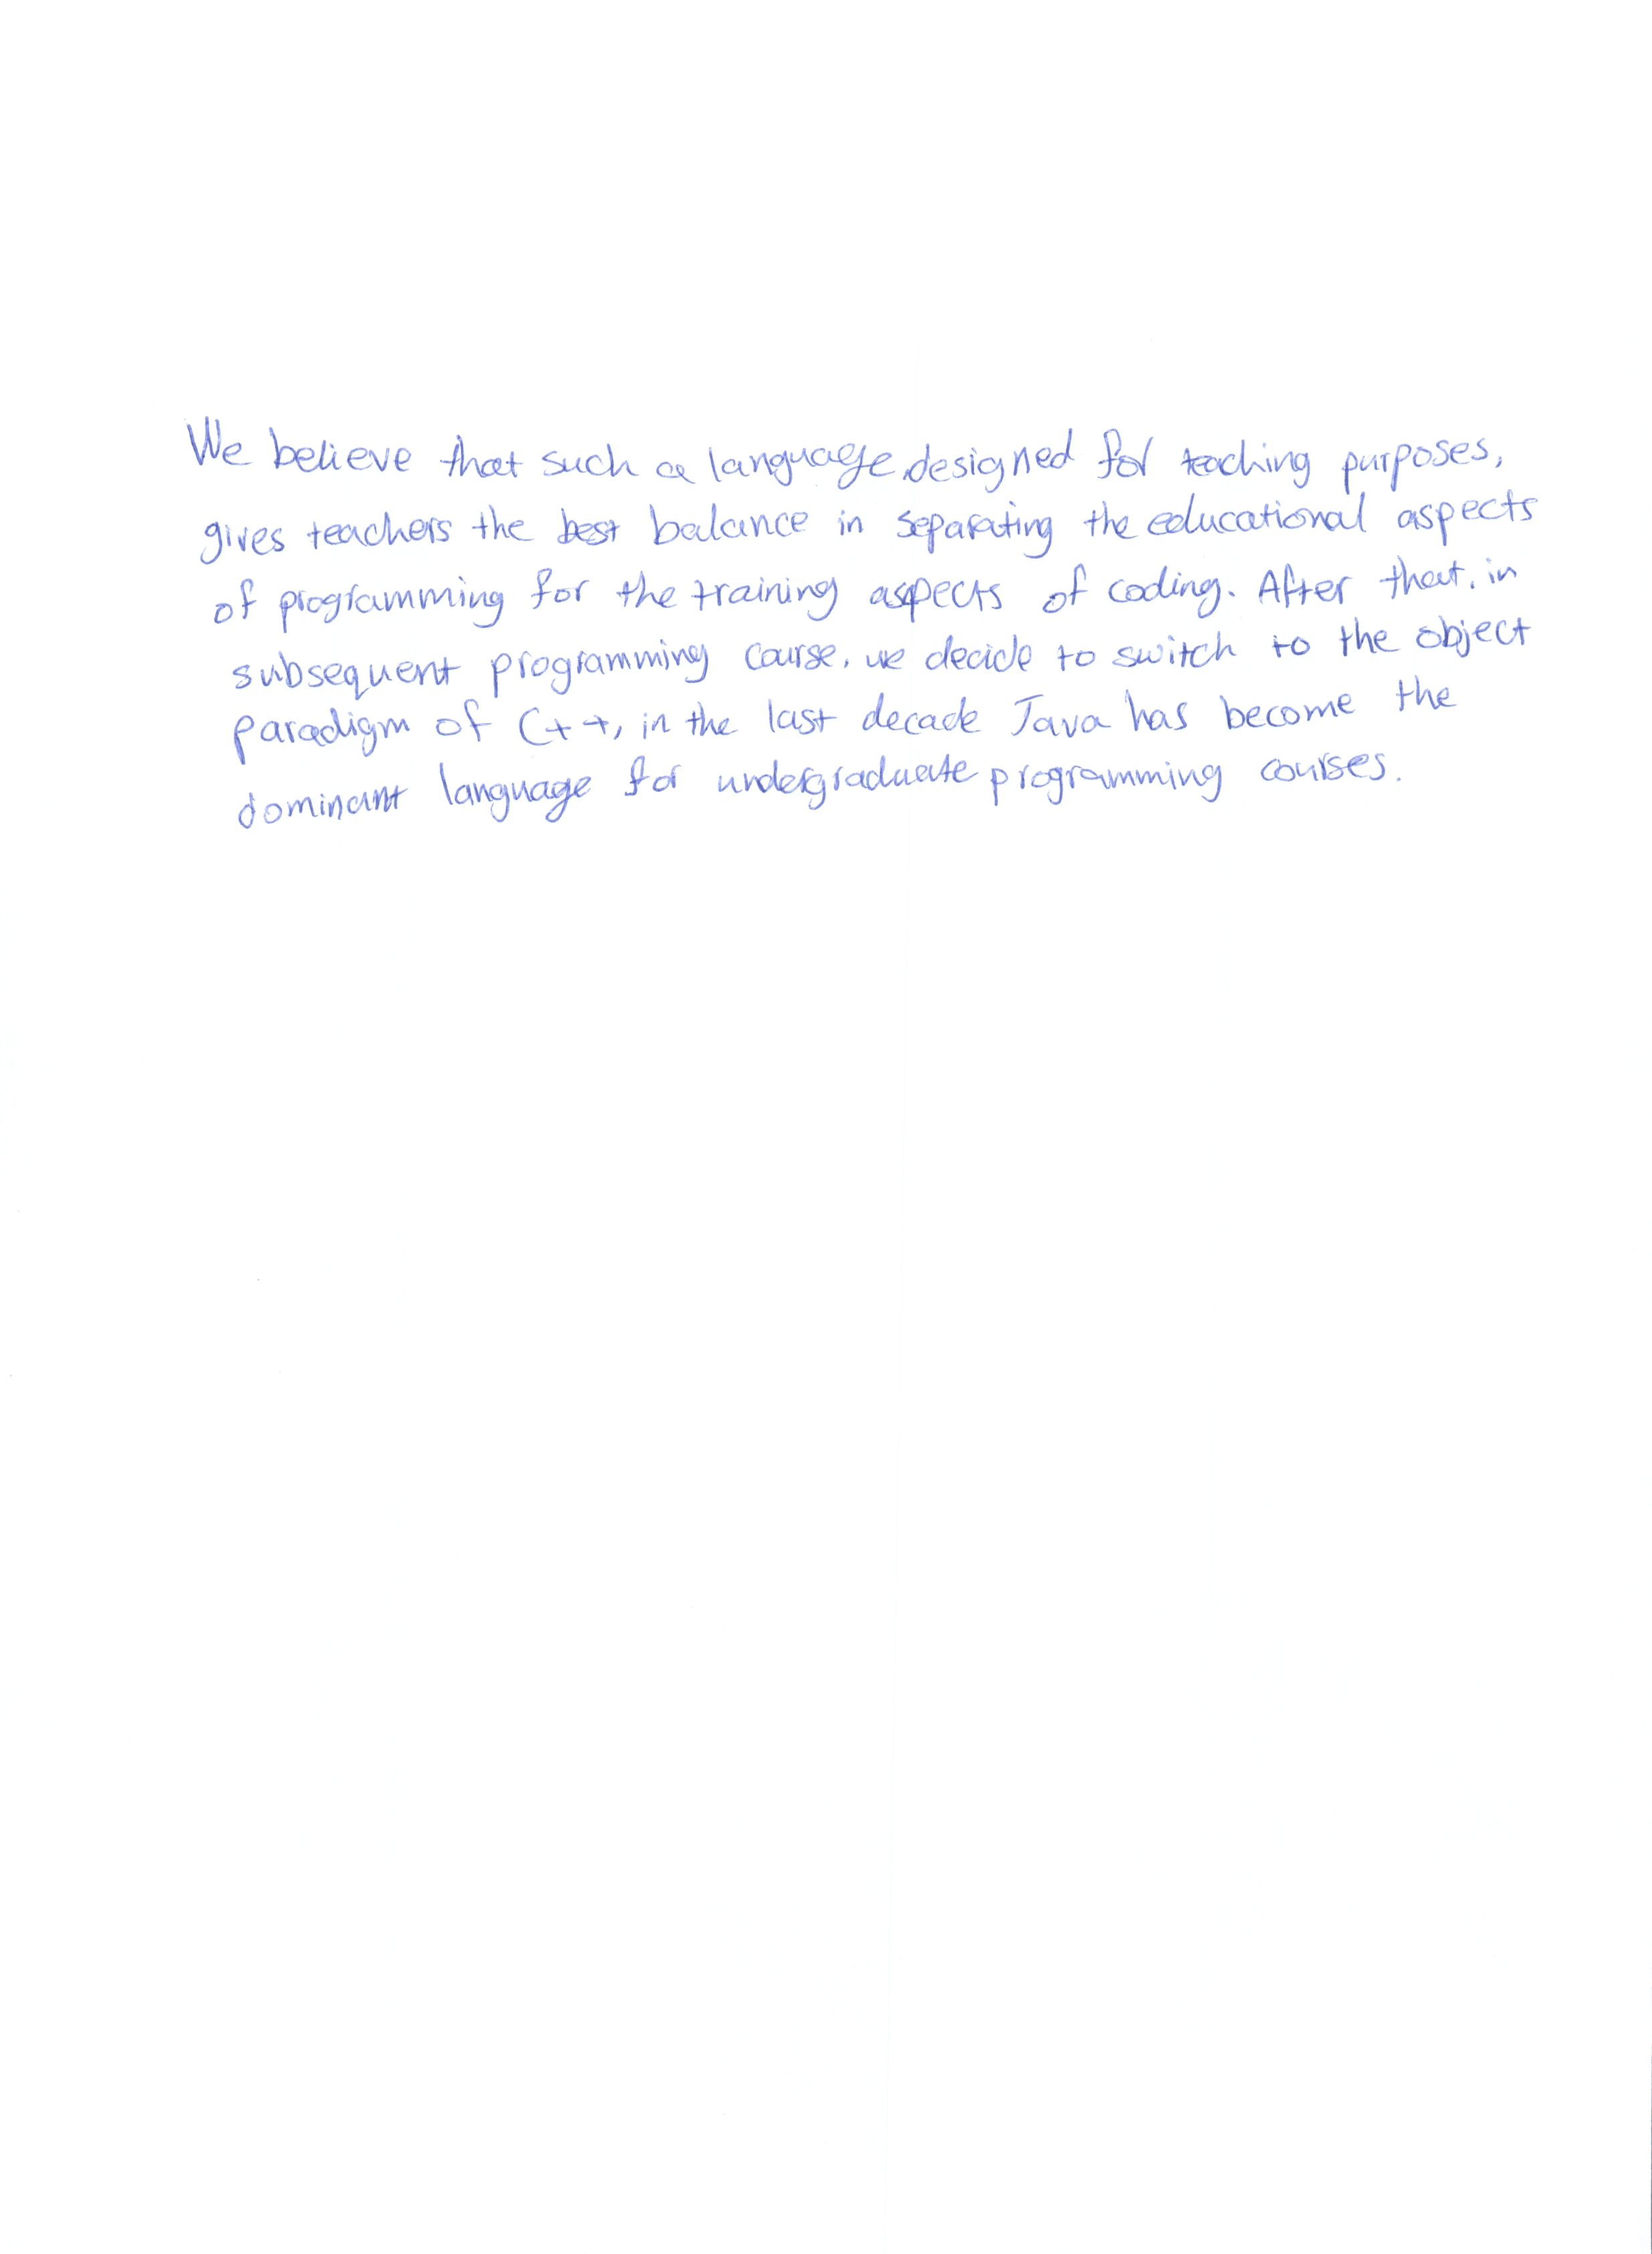 We believe that such a language, designed for teaching purposes,
gives teachers the best balance in separating the educational aspects
of programming for the training aspects of coding. After that, in
subsequent programming course, we decide to switch to the object
paradigm of C++, in the last decade Java has become the
dominant language for undergraduate programming courses.